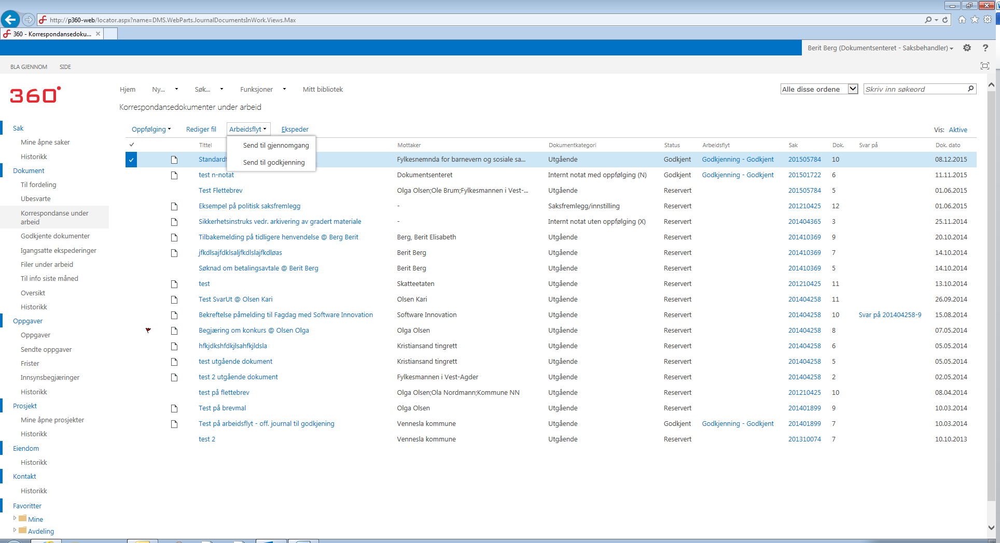 http://p360-web/locator.aspx?name=DMS.WebParts.JournalDocumentsInWork.Views.Max
360 - Korrespondansedoku...
Berit Berg (Dokumentsenteret - Saksbehandler)
BLA GJENNOM SIDE
360°
Hjem Ny... Søk... Funksjoner Mitt bibliotek
Alle disse ordene Skriv inn søkeord
Korrespondansedokumenter under arbeid
Oppfølging Rediger fil Arbeidsflyt Ekspeder Vis: Aktive
Send til gjennomgang
Send til godkjenning
Sak
Mine åpne saker
Historikk
Dokument
Til fordeling
Ubesvarte
Korrespondanse under
arbeid
Godkjente dokumenter
Igangsatte ekspederinger
Filer under arbeid
Til info siste måned
Oversikt
Historikk
Oppgaver
Oppgaver
Sendte oppgaver
Frister
Innsynsbegjæringer
Historikk
Prosjekt
Mine åpne prosjekter
Historikk
Eiendom
Historikk
Kontakt
Historikk
Favoritter
Mine
Avdeling
Tittel Mottaker Dokumentkategori Status Arbeidsflyt Sak Dok. Svar på Dok. dato
Fylkesnemnda for barnevern og sosiale sa... Utgående Godkjent Godkjenning - Godkjent 201505784 10 08.12.2015
test n-notat Dokumentsenteret Internt notat med oppfølging (N) Godkjent Godkjenning - Godkjent 201501722 6 11.11.2015
Test Flettebrev Olga Olsen;Ole Brum;Fylkesmannen i Vest-... Utgående Reservert 201505784 5 01.06.2015
Eksempel på politisk saksfremlegg - Saksfremlegg/innstilling Reservert 201210425 12 01.06.2015
Sikkerhetsinstruks vedr. arkivering av gradert materiale - Internt notat uten oppfølging (X) Reservert 201404365 3 25.11.2014
Tilbakemelding på tidligere henvendelse @ Berg Berit Berg, Berit Elisabeth Utgående Reservert 201410369 9 20.10.2014
jfkdlsajfdklsaljfkdlslajfkdløas Berit Berg Utgående Reservert 201410369 7 14.10.2014
Søknad om betalingsavtale @ Berit Berg Berit Berg Utgående Reservert 201410369 5 14.10.2014
test Skatteetaten Utgående Reservert 201210425 11 13.10.2014
Test SvarUt @ Olsen Kari Olsen Kari Utgående Reservert 201404258 11 26.09.2014
Bekreftelse påmelding til Fagdag med Software Innovation Software Innovation Utgående Reservert 201404258 10 Svar på 201404258-9 15.08.2014
Begjæring om konkurs @ Olsen Olga Olga Olsen Utgående Reservert 201404258 8 07.05.2014
hfkjdkshfdkjlsahfkjldsla Kristiansand tingrett Utgående Reservert 201404258 6 05.05.2014
test utgående dokument Kristiansand tingrett Utgående Reservert 201404258 5 05.05.2014
test 2 utgående dokument Fylkesmannen i Vest-Agder Utgående Reservert 201404258 2 02.05.2014
test på flettebrev Olga Olsen;Ola Nordmann;Kommune NN Utgående Reservert 201210425 10 08.04.2014
Test på brevmal Olga Olsen Utgående Reservert 201401899 9 10.03.2014
Test på arbeidsflyt - off. journal til godkjening Vennesla kommune Utgående Godkjent Godkjenning - Godkjent 201401899 7 10.03.2014
test 2 Vennesla kommune Utgående Reservert 201310074 7 10.10.2013